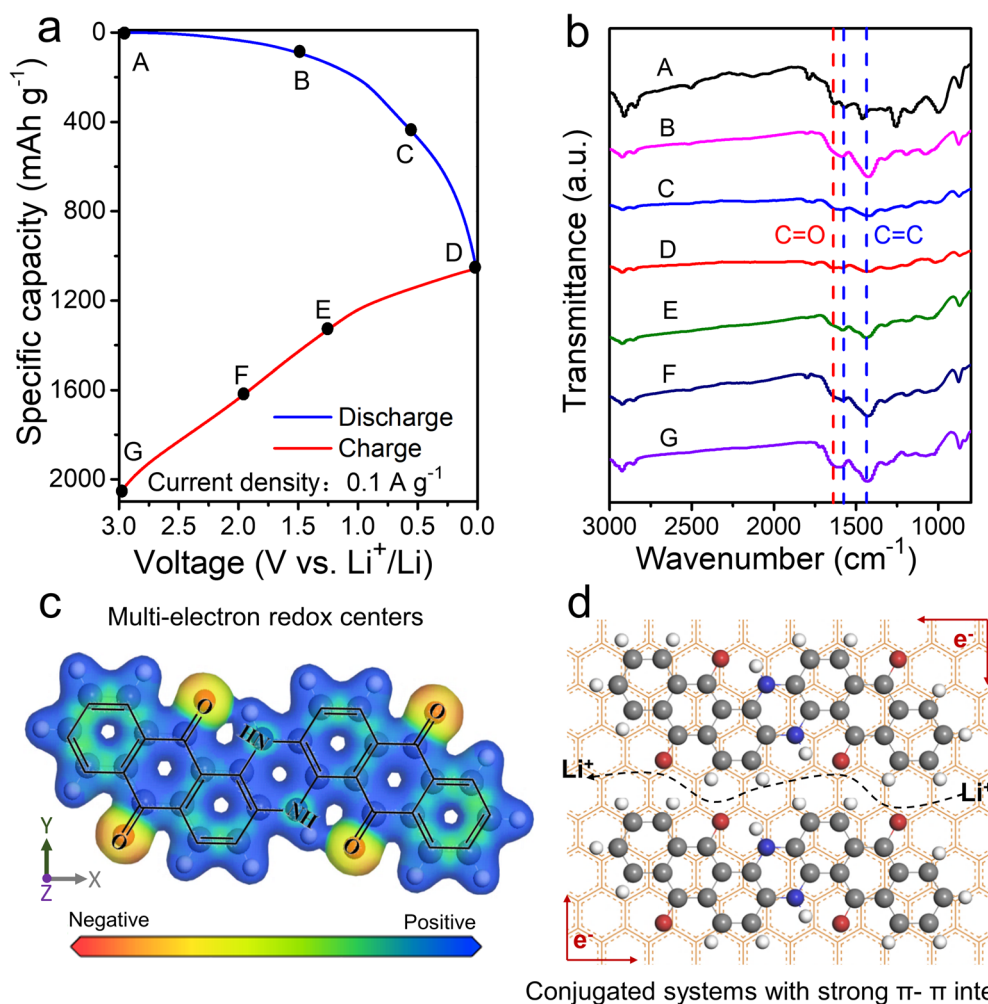 a
Specific capacity (mAh g⁻¹)
0
400
800
1200
1600
2000
A
B
C
D
E
F
G
Discharge
Charge
Current density：0.1 A g⁻¹
3.0 2.5 2.0 1.5 1.0 0.5 0.0
Voltage (V vs. Li⁺/Li)
b
Transmittance (a.u.)
A
B
C
C=O C=C
D
E
F
G
3000 2500 2000 1500 1000
Wavenumber (cm⁻¹)
c
Multi-electron redox centers
O O
HN
NH
O O
Y
Z X
Negative Positive
d
e⁻
Li⁺ Li⁺
e⁻
Conjugated systems with strong π- π inte